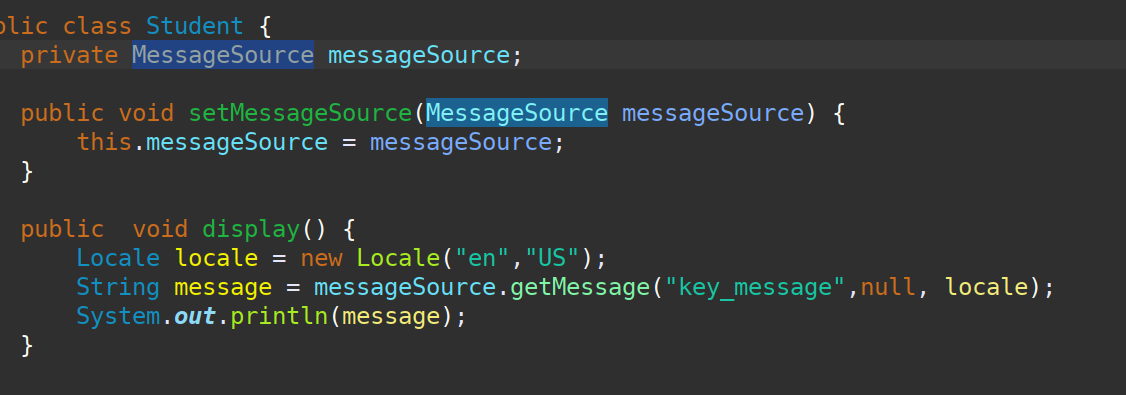 blic class Student {
private MessageSource messageSource;
public void setMessageSource(MessageSource messageSource) {
this.messageSource = messageSource;
}
public  void display() {
Locale locale = new Locale("en","US");
String message = messageSource.getMessage("key_message",null, locale);
System.out.println(message);
}